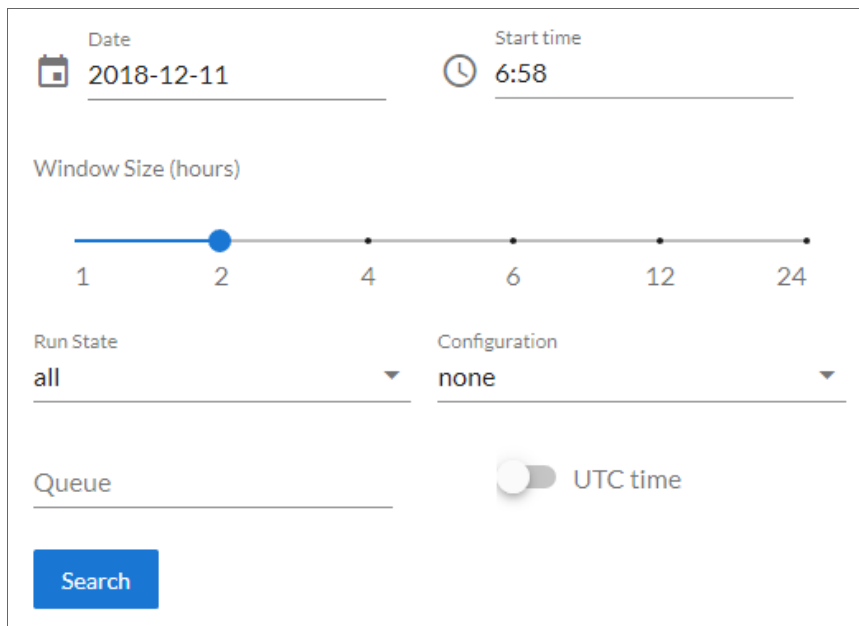 Date Start time
2018-12-11 6:58
Window Size (hours)
1 2 4 6 12 24
Run State Configuration
all none
Queue UTC time
Search